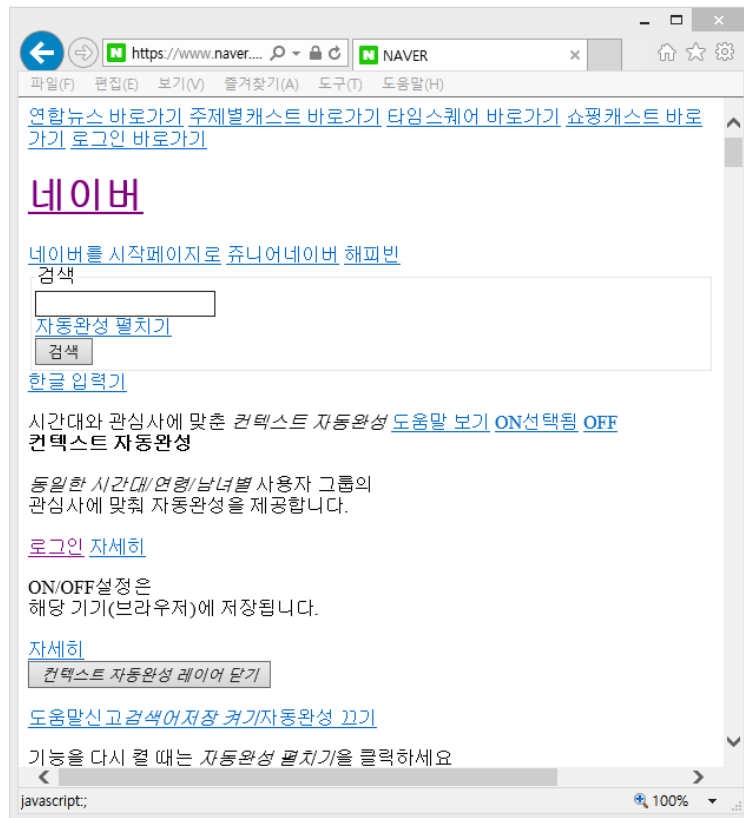 https://www.naver.... NAVER
파일(F) 편집(E) 보기(V) 즐겨찾기(A) 도구(T) 도움말(H)
연합뉴스 바로가기 주제별캐스트 바로가기 타임스퀘어 바로가기 쇼핑캐스트 바로
가기 로그인 바로가기
네이버
네이버를 시작페이지로 쥬니어네이버 해피빈
검색
자동완성 펼치기
검색
한글 입력기
시간대와 관심사에 맞춘 컨텍스트 자동완성 도움말 보기 ON선택됨 OFF
컨텍스트 자동완성
동일한 시간대/연령/남녀별 사용자 그룹의
관심사에 맞춰 자동완성을 제공합니다.
로그인 자세히
ON/OFF설정은
해당 기기(브라우저)에 저장됩니다.
자세히
컨텍스트 자동완성 레이어 닫기
도움말신고검색어저장 켜기자동완성 끄기
기능을 다시 켤 때는 자동완성 펼치기을 클릭하세요
javascript:; 100%